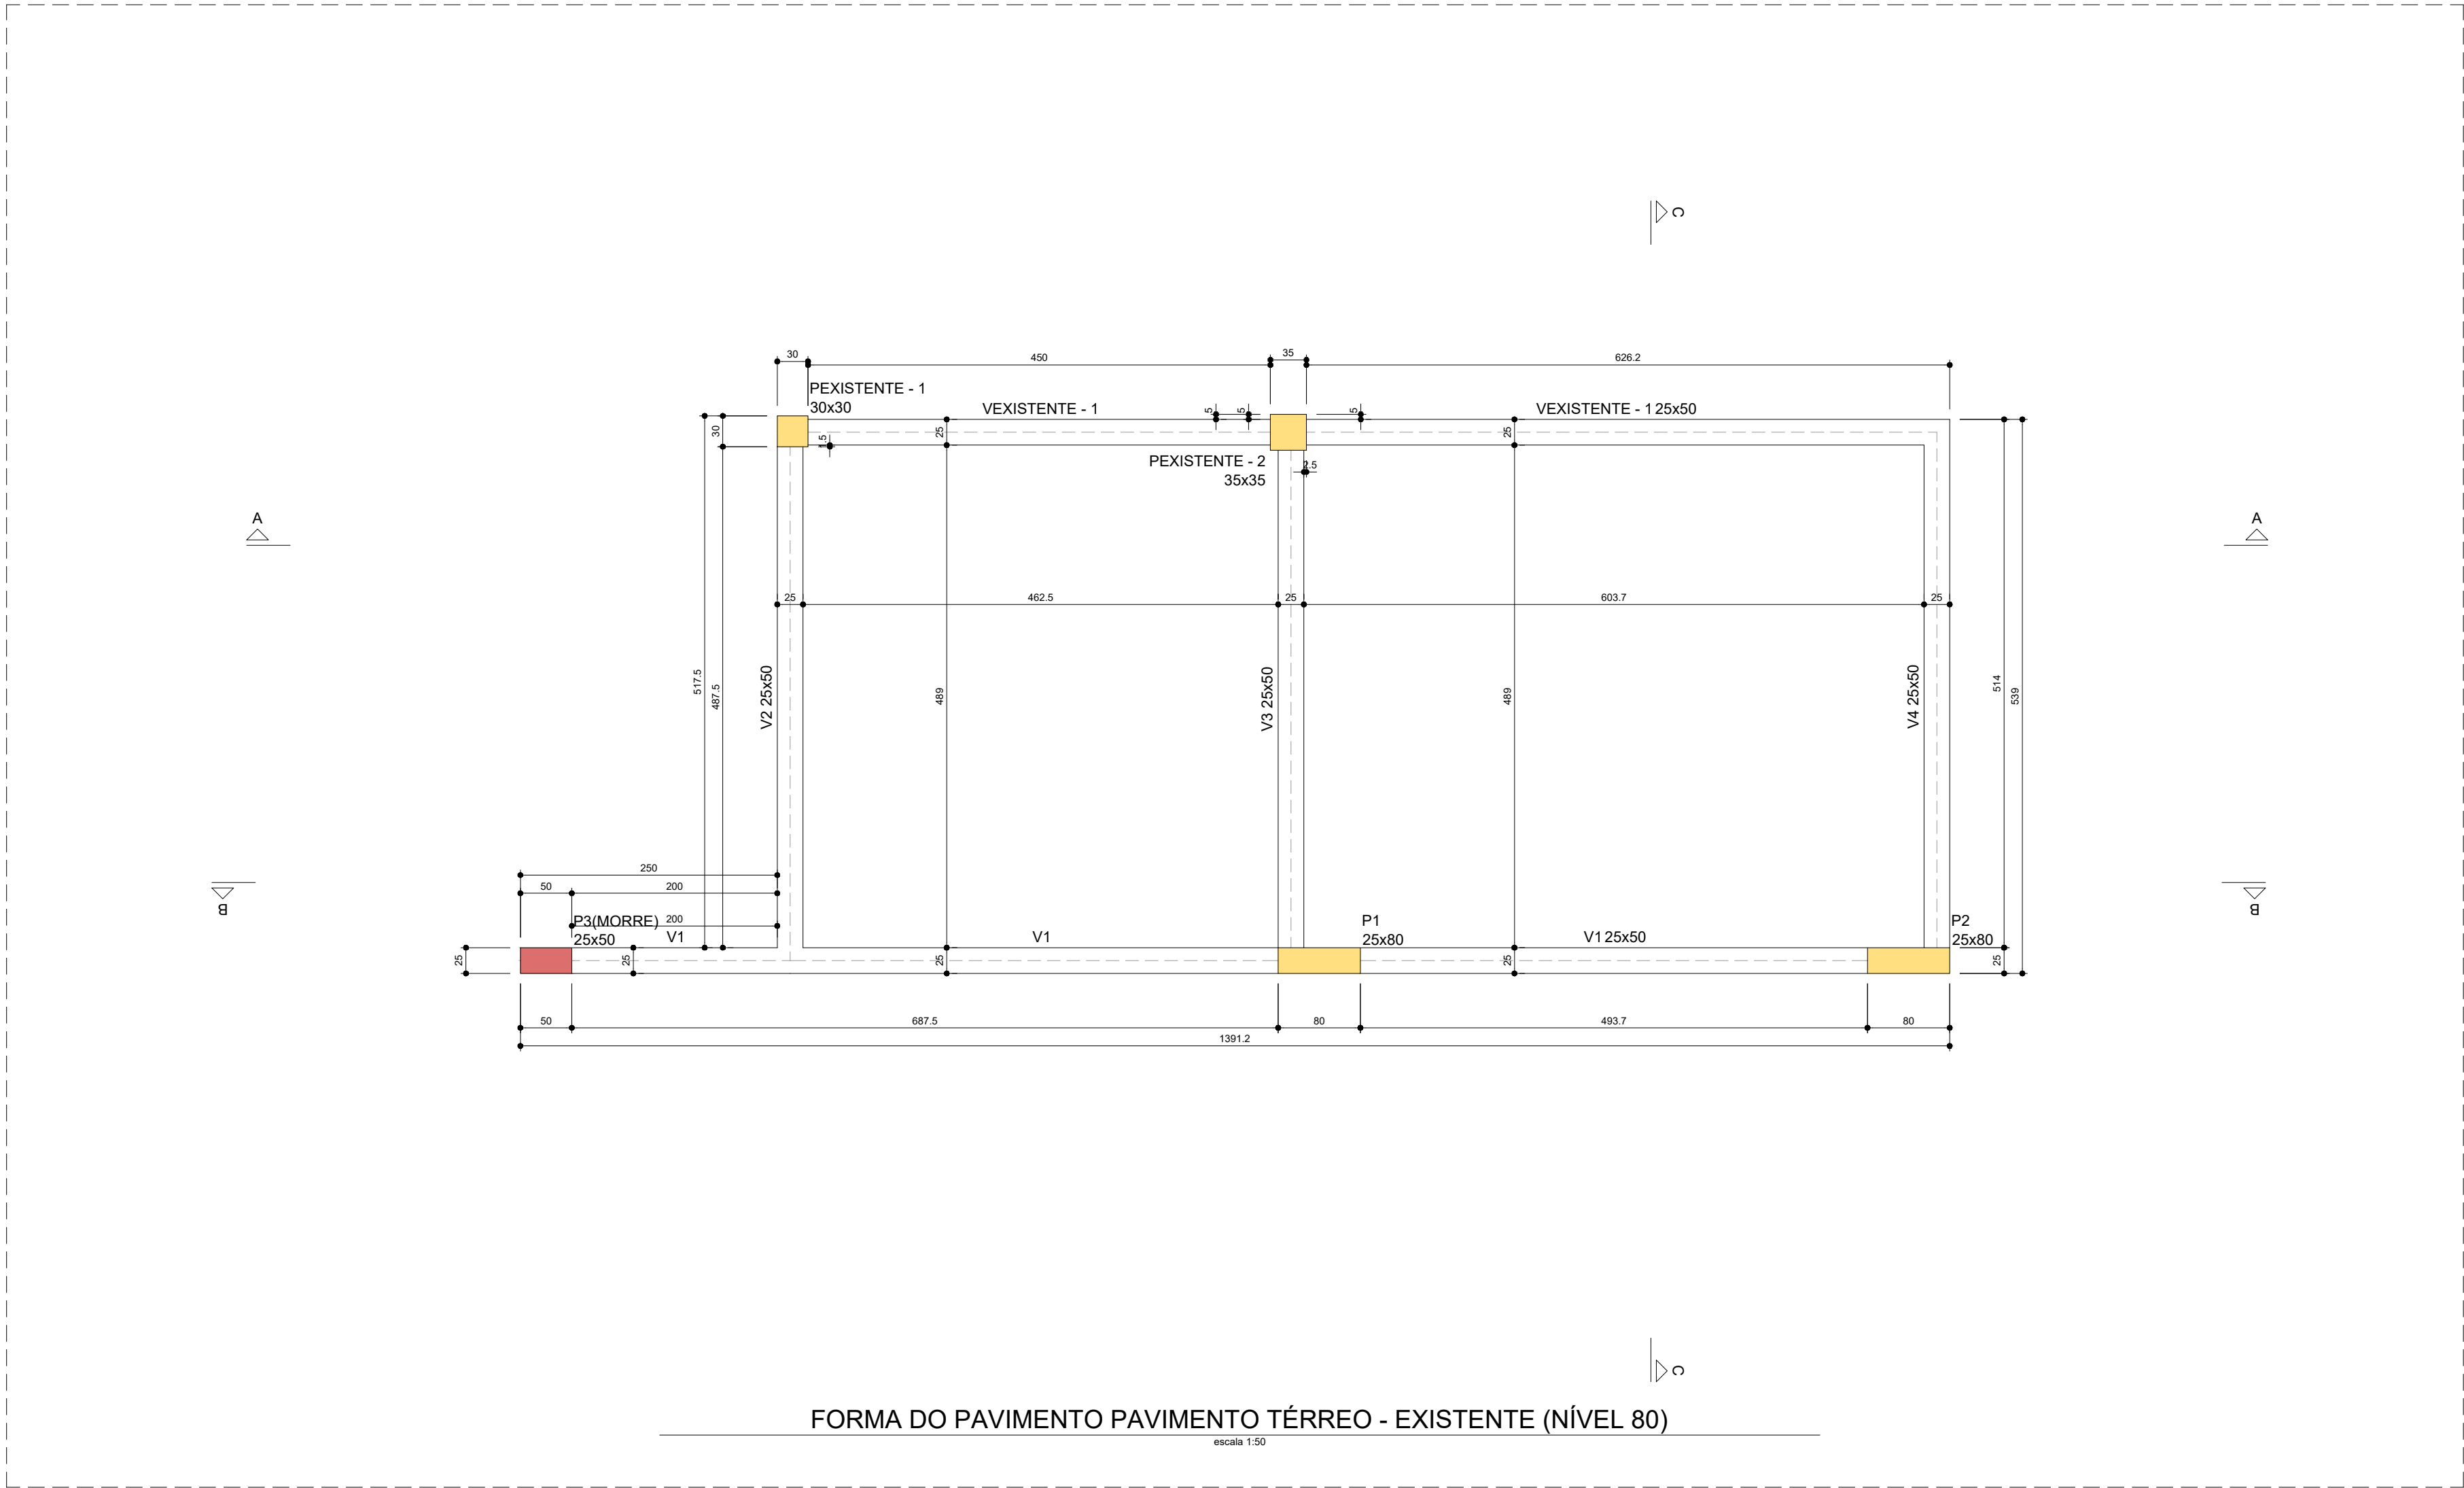 C
30
450
35
626.2
PEXISTENTE - 1
30x30
VEXISTENTE - 1
VEXISTENTE - 1 25x50
5
5
5
30
25
25
1.5
PEXISTENTE - 2
35x35
2.5
A
A
25
462.5
25
603.7
25
517.5
487.5
V2 25x50
489
V3 25x50
489
V4 25x50
514
539
250
50
200
B
B
P3(MORRE)
200
25x50
V1
V1
P1
25x80
V1 25x50
P2
25x80
25
25
25
25
25
50
687.5
80
493.7
80
1391.2
C
FORMA DO PAVIMENTO PAVIMENTO TÉRREO - EXISTENTE (NÍVEL 80)
escala 1:50